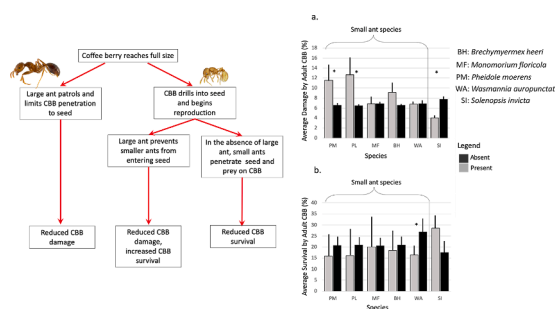 Coffee berry reaches full size
Large ant patrols and
limits CBB penetration
to seed
CBB drills into seed
and begins
reproduction
Large ant prevents
smaller ants from
entering seed
In the absence of large
ant, small ants
penetrate seed and
prey on CBB
Reduced CBB
damage
Reduced CBB
damage,
increased CBB
survival
Reduced CBB
survival
a.
Small ant species
Average Damage by Adult CBB (%)
18
16
14
12
10
8
6
4
2
0
* * *
PM PL MF BH WA SI
Species
b.
Small ant species
Average Survival by Adult CBB (%)
40
35
30
25
20
15
10
5
0
*
PM PL MF BH WA SI
Species
BH: Brechymyermex heeri
MF: Monomorium floricola
PM: Pheidole moerens
WA: Wasmannia auropunctat
SI: Solenopsis invicta
Legend
Absent
Present